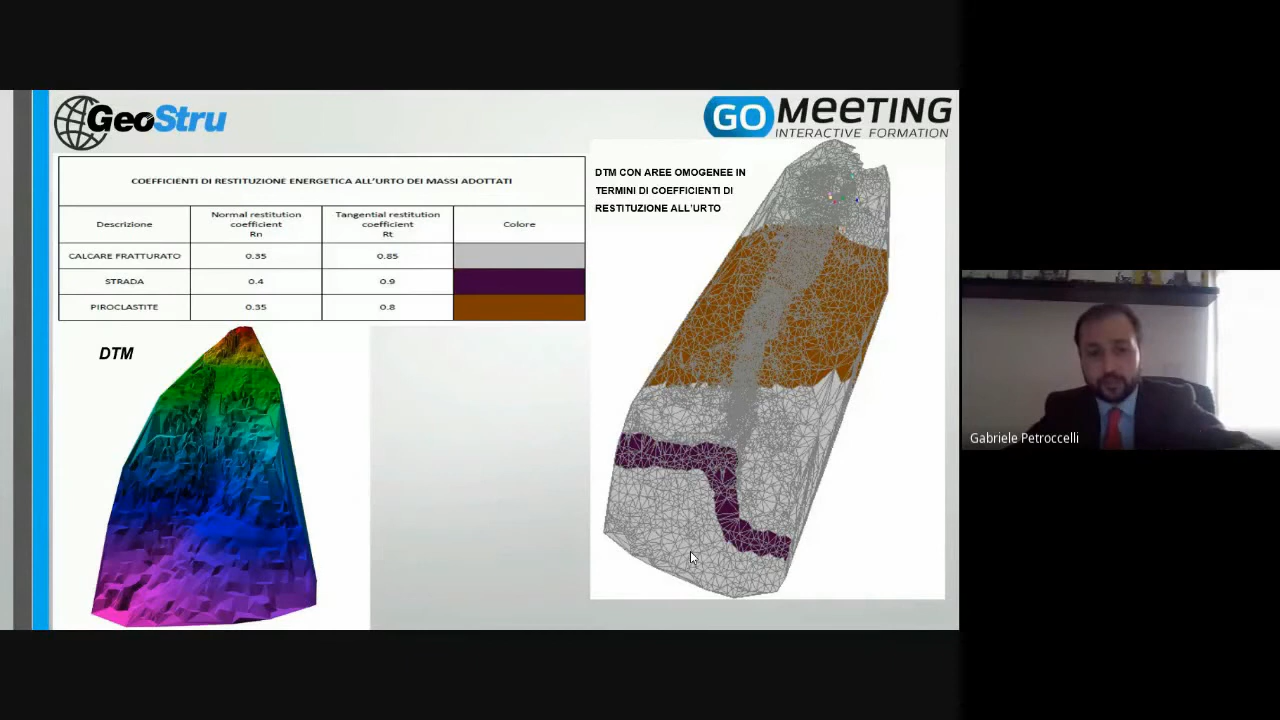 GeoStru
GO MEETING
INTERACTIVE FORMATION
COEFFICIENTI DI RESTITUZIONE ENERGETICA ALL'URTO DEI MASSI ADOTTATI
Descrizione
Normal restitution
coefficient
Rn
Tangential restitution
coefficient
Rt
Colore
CALCARE FRATTURATO
0.35
0.85
STRADA
0.4
0.9
PIROCLASTITE
0.35
0.8
DTM CON AREE OMOGENEE IN
TERMINI DI COEFFICIENTI DI
RESTITUZIONE ALL'URTO
DTM
Gabriele Petroccelli